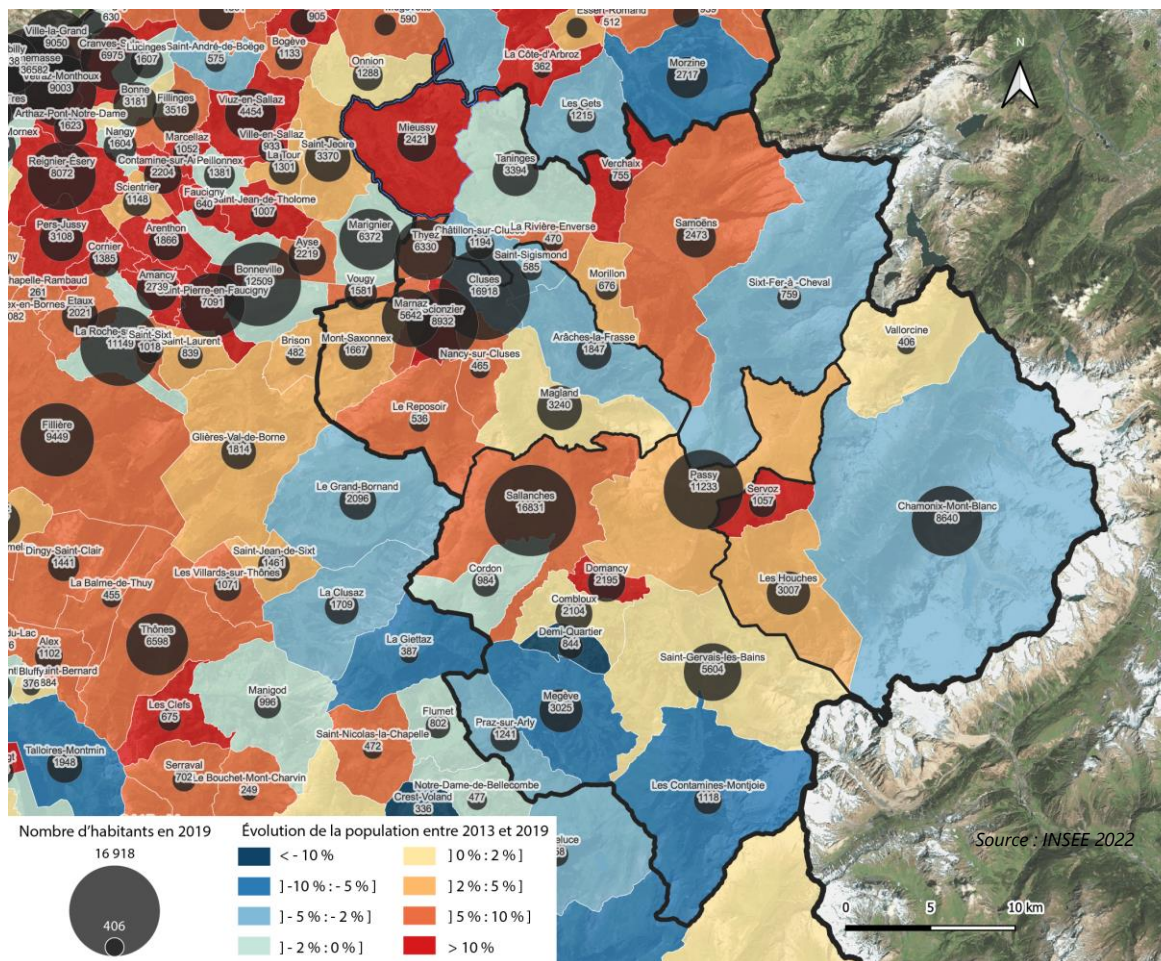 630
905
590
Essert-Romand
512
Ville-la-Grand
9050
Lucinges
1607
Saint-André-de-Boëge
575
Bogève
1133
Onnion
1288
La Côte-d'Arbroz
362
Morzine
2717
6975
36582
Vétraz-Monthoux
9003
Bonne
3181
Fillinges
3516
Viuz-en-Sallaz
4454
Les Gets
1215
Arthaz-Pont-Notre-Dame
1623
Nangy
1604
Marcellaz
1052
Ville-en-Sallaz
933
Saint-Jeoire
3370
Mieussy
2421
Taninges
3394
Verchaix
755
Reignier-Ésery
8072
2204
Peillonnex
1381
La Tour
1301
Scientrier
1148
Faucigny
640
Saint-Jean-de-Tholome
1007
Pers-Jussy
3108
Cornier
1385
Arenthon
1866
Ayse
2219
Marignier
6372
Thyez
6330
Châtillon-sur-Cluses
1194
La Rivière-Enverse
470
Samoëns
2473
Saint-Sigismond
585
Morillon
676
Sixt-Fer-à -Cheval
759
Chapelle-Rambaud
261
Amancy
2739
Bonneville
12509
Saint-Pierre-en-Faucigny
7091
Vougy
1581
Cluses
16918
Marnaz
5642
Scionzier
8932
Etaux
2021
11149
Saint-Sixt
1018
Saint-Laurent
839
Brison
482
Mont-Saxonnex
1667
Nancy-sur-Cluses
465
Arâches-la-Frasse
1847
Vallorcine
406
Le Reposoir
536
Magland
3240
Fillière
9449
Glières-Val-de-Borne
1814
Le Grand-Bornand
2096
Sallanches
16831
Passy
11233
Servoz
1057
Chamonix-Mont-Blanc
8640
Dingy-Saint-Clair
1441
Saint-Jean-de-Sixt
1461
La Balme-de-Thuy
455
Les Villards-sur-Thônes
1071
La Clusaz
1709
Cordon
984
Domancy
2195
Combloux
2104
Les Houches
3007
Alex
1102
Thônes
6598
La Giettaz
387
Demi-Quartier
844
Saint-Gervais-les-Bains
5604
Bluffy
376
Les Clefs
675
Manigod
996
Flumet
802
Megève
3025
Praz-sur-Arly
1241
Talloires-Montmin
1948
Saint-Nicolas-la-Chapelle
472
Serraval
702
Le Bouchet-Mont-Charvin
249
Notre-Dame-de-Bellecombe
477
Crest-Voland
336
Les Contamines-Montjoie
1118
N
Nombre d'habitants en 2019
16 918
406
Évolution de la population entre 2013 et 2019
< - 10 %
] -10 % : - 5 % ]
] - 5 % : - 2 % ]
] - 2 % : 0 % ]
] 0 % : 2 % ]
] 2 % : 5 % ]
] 5 % : 10 % ]
> 10 %
Source : INSEE 2022
0 5 10 km